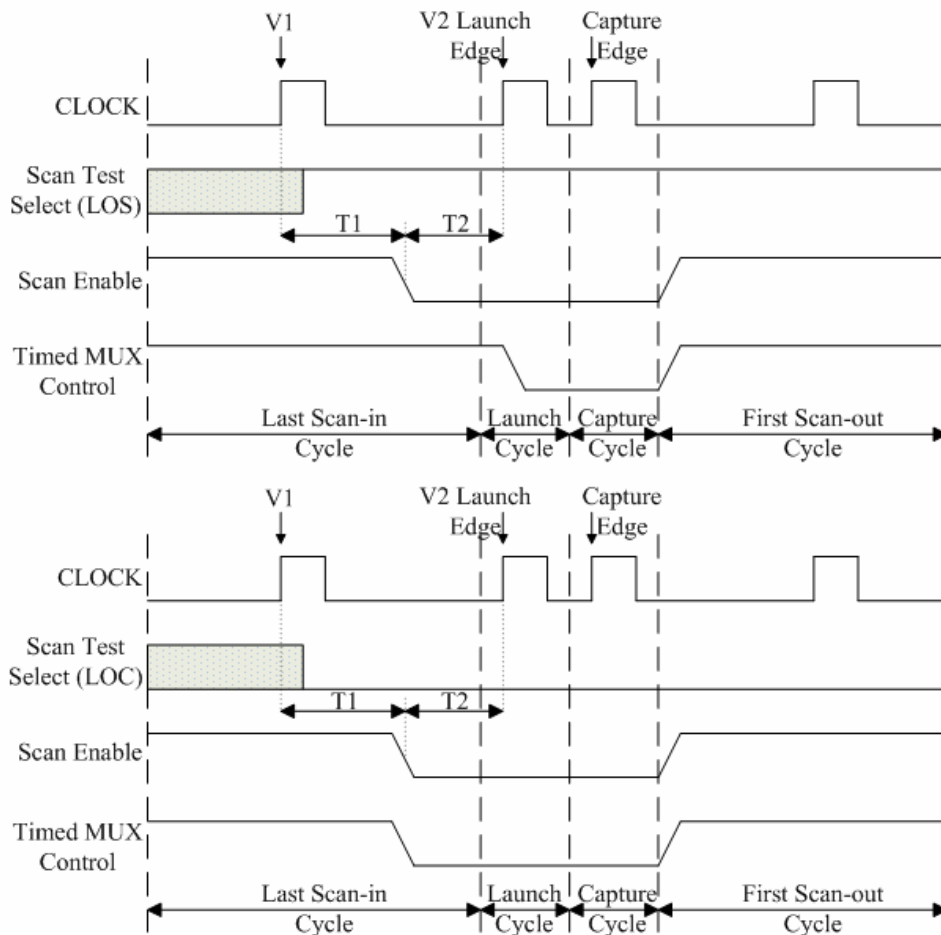 V1
V2 Launch
Edge
Capture
Edge
CLOCK
Scan Test
Select (LOS)
T1
T2
Scan Enable
Timed MUX
Control
Last Scan-in
Cycle
Launch
Cycle
Capture
Cycle
First Scan-out
Cycle
V1
V2 Launch
Edge
Capture
Edge
CLOCK
Scan Test
Select (LOC)
T1
T2
Scan Enable
Timed MUX
Control
Last Scan-in
Cycle
Launch
Cycle
Capture
Cycle
First Scan-out
Cycle